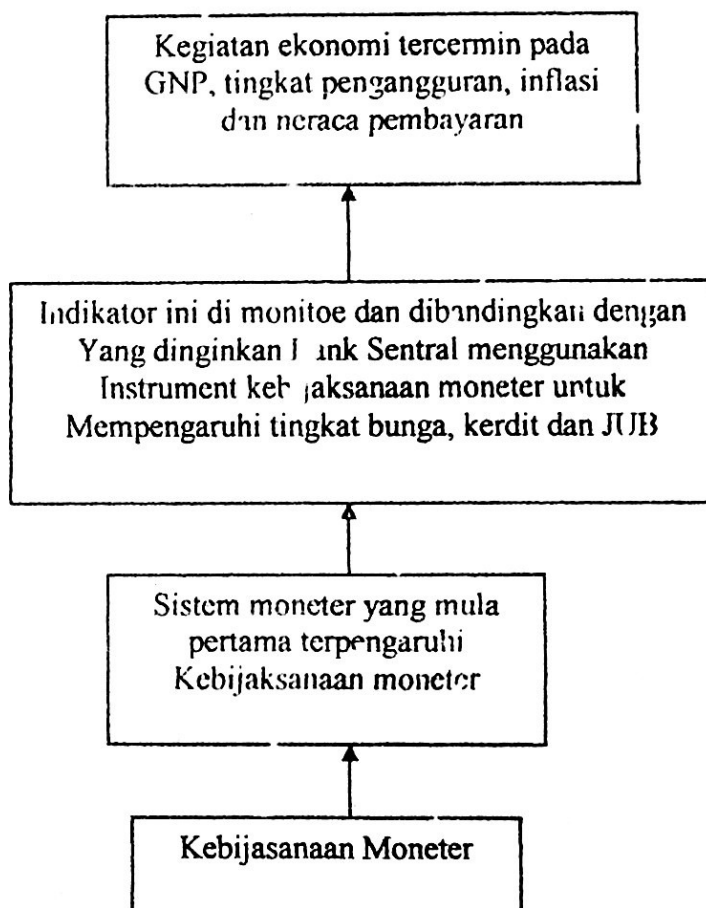 Kegiatan ekonomi tercermin pada
GNP, tingkat pengangguran, inflasi
dan neraca pembayaran
Indikator ini di monitoe dan dibandingkan dengan
Yang dinginkan Bank Sentral menggunakan
Instrument kebijaksanaan moneter untuk
Mempengaruhi tingkat bunga, kerdit dan JUB
Sistem moneter yang mula
pertama terpengaruhi
Kebijaksanaan moneter
Kebijasanaan Moneter